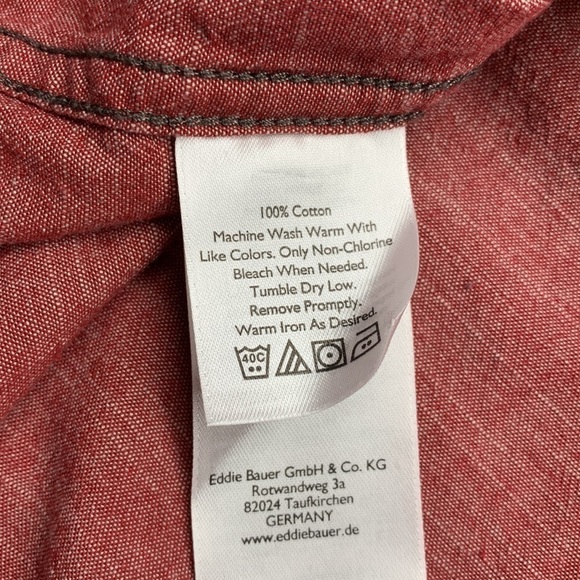 100% Cotton
Machine Wash Warm With
Like Colors. Only Non-Chlorine
Bleach When Needed.
Tumble Dry Low.
Remove Promptly.
Warm Iron As Desired.
40C
Eddie Bauer GmbH & Co. KG
Rotwandweg 3a
82024 Taufkirchen
GERMANY
www.eddiebauer.de